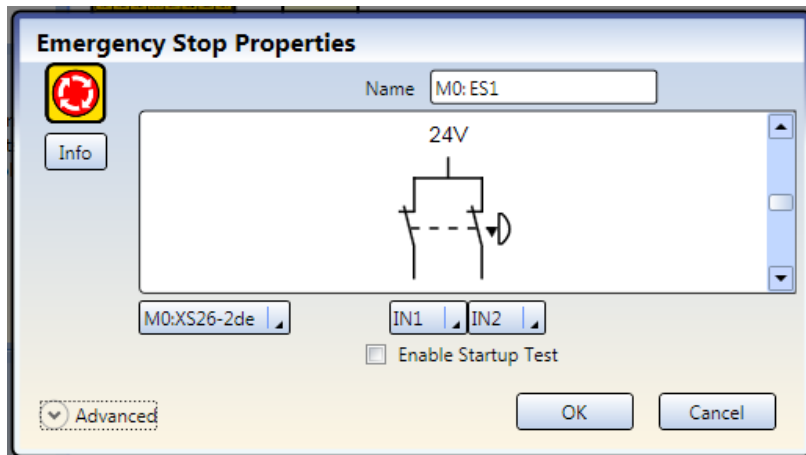 Emergency Stop Properties
Name M0: ES1
Info
24V
M0:XS26-2de IN1 IN2
Enable Startup Test
Advanced OK Cancel